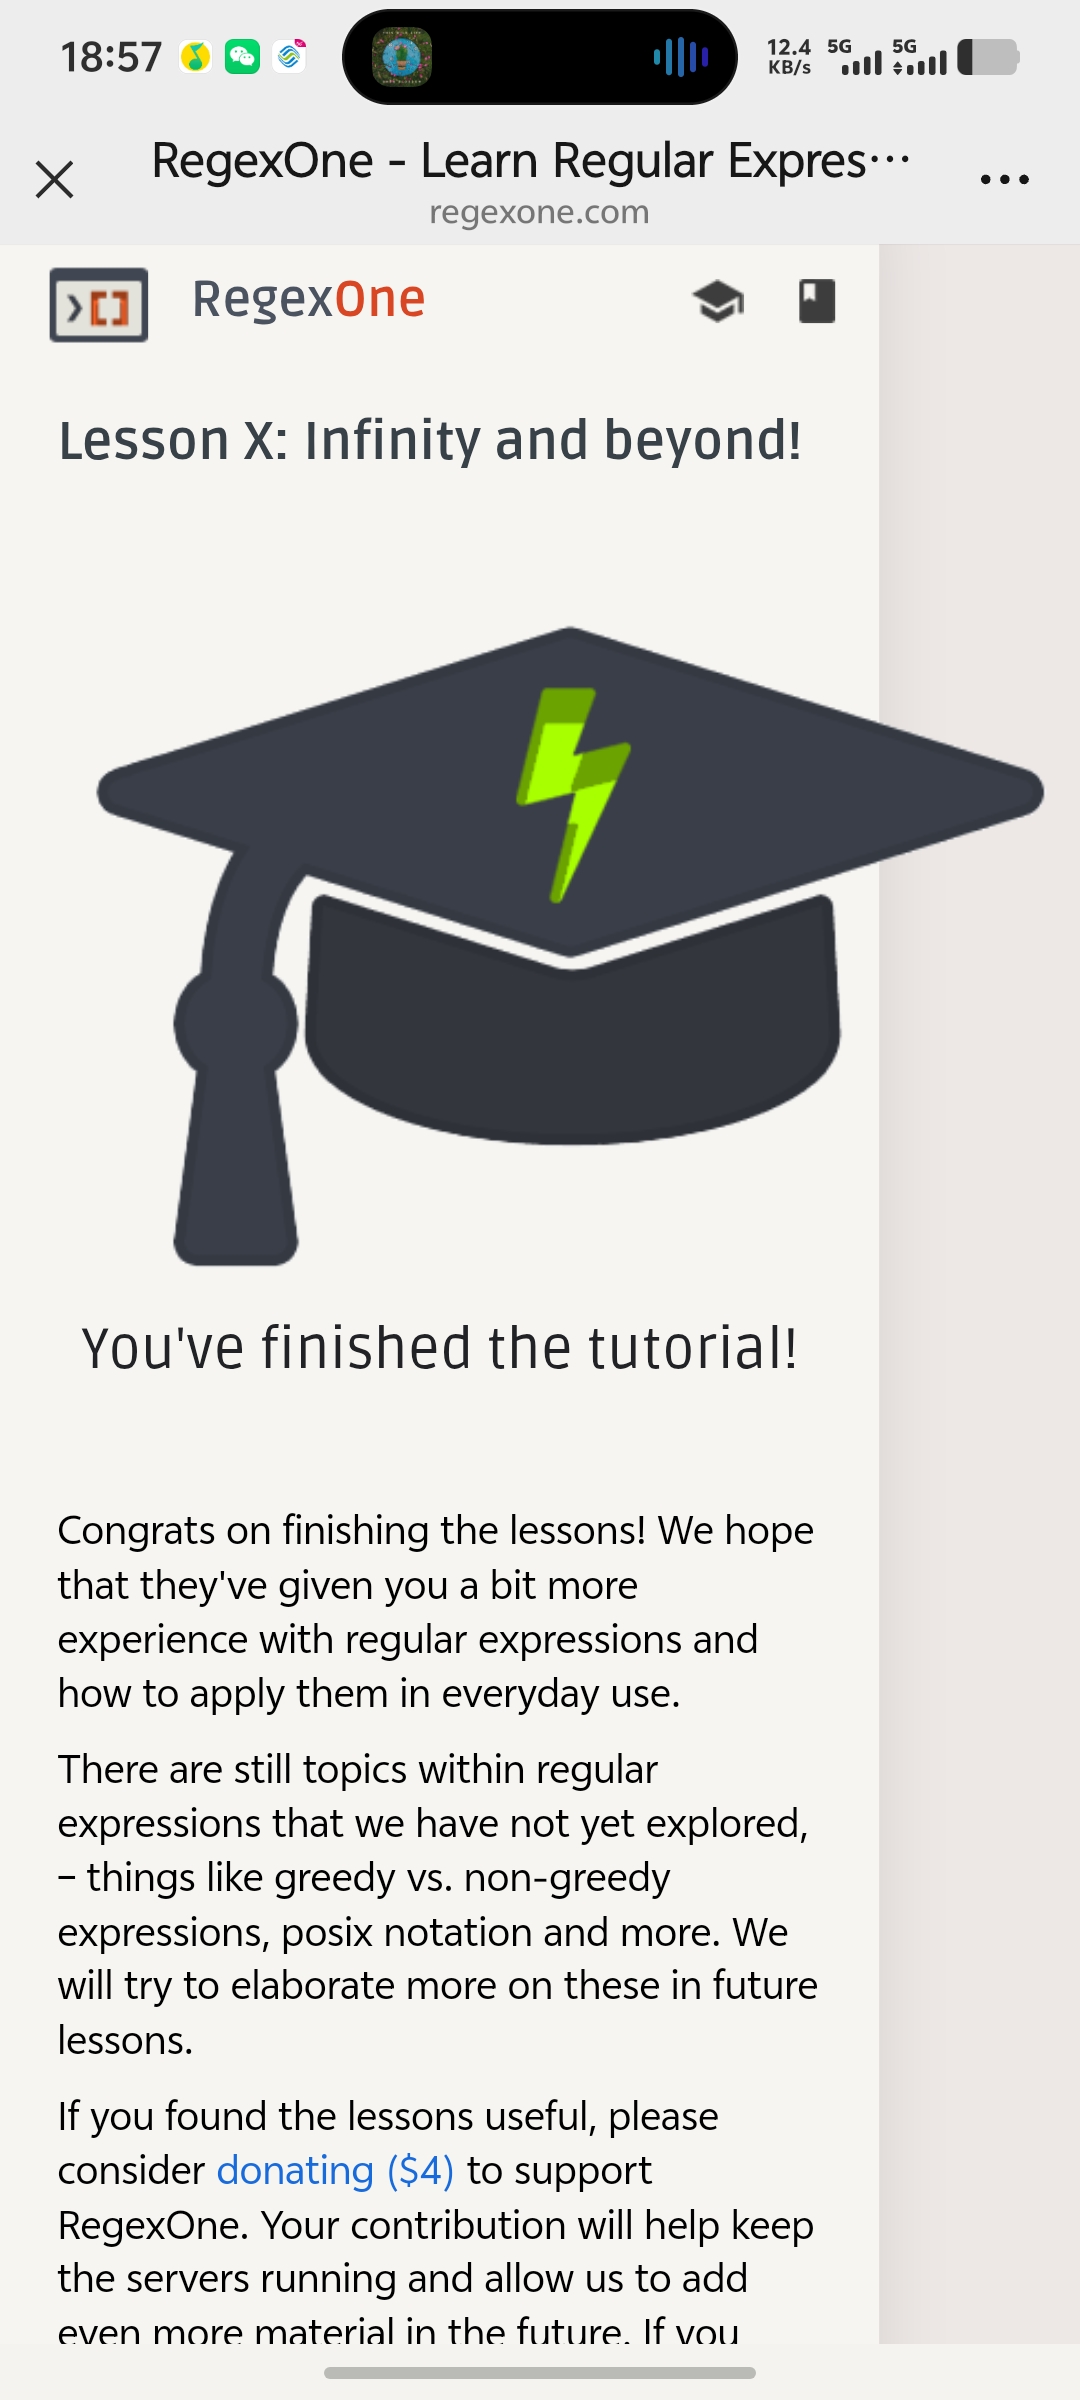 18:57
12.4
KB/s
5G
5G
RegexOne - Learn Regular Expres…
regexone.com
RegexOne
Lesson X: Infinity and beyond!
You've finished the tutorial!
Congrats on finishing the lessons! We hope
that they've given you a bit more
experience with regular expressions and
how to apply them in everyday use.
There are still topics within regular
expressions that we have not yet explored,
– things like greedy vs. non-greedy
expressions, posix notation and more. We
will try to elaborate more on these in future
lessons.
If you found the lessons useful, please
consider donating ($4) to support
RegexOne. Your contribution will help keep
the servers running and allow us to add
even more material in the future. If you